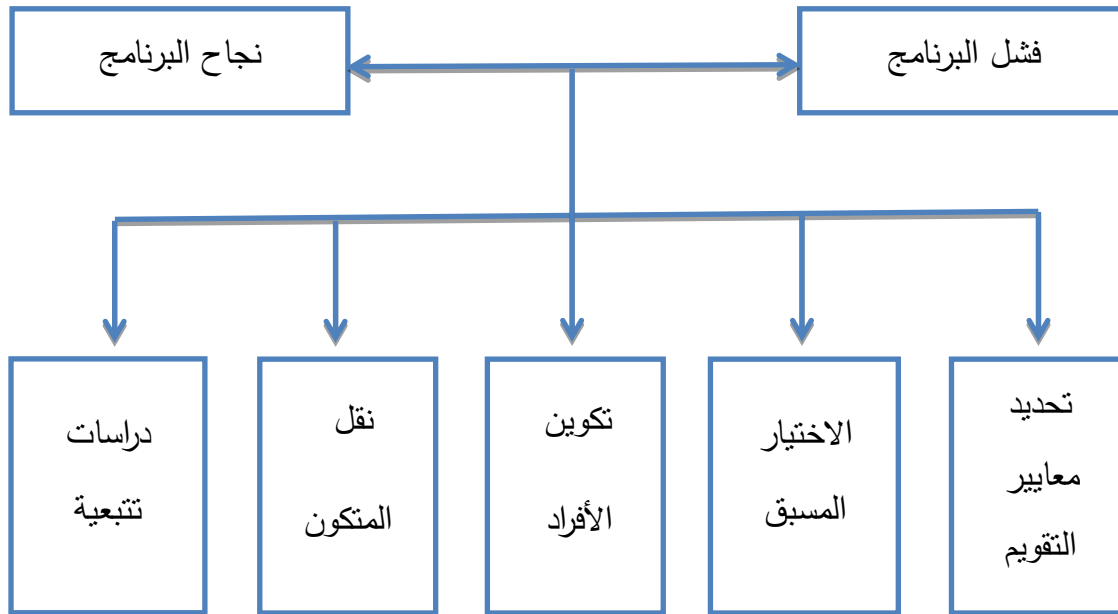 فشل البرنامج
نجاح البرنامج
تحديد
معايير
التقويم
الاختيار
المسبق
تكوين
الأفراد
نقل
المتكون
دراسات
تتبعية